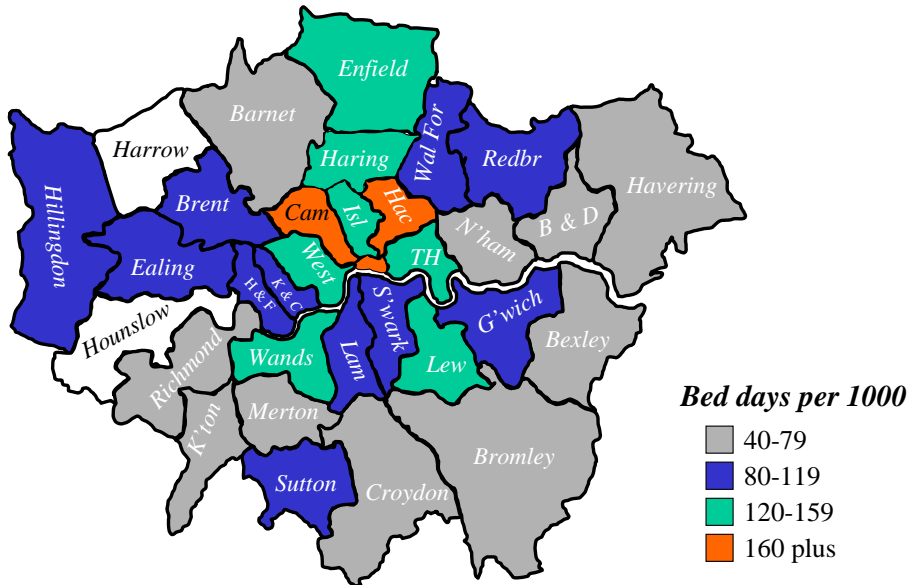 Enfield
Barnet
Harrow
Haring
Wal For
Redbr
Havering
Hillingdon
Brent
Cam
Isl
Hac
N'ham
B & D
Ealing
West
TH
H & F
K & C
S'wark
G'wich
Hounslow
Richmond
Wands
Lam
Lew
Bexley
K'ton
Merton
Sutton
Croydon
Bromley
Bed days per 1000
40-79
80-119
120-159
160 plus